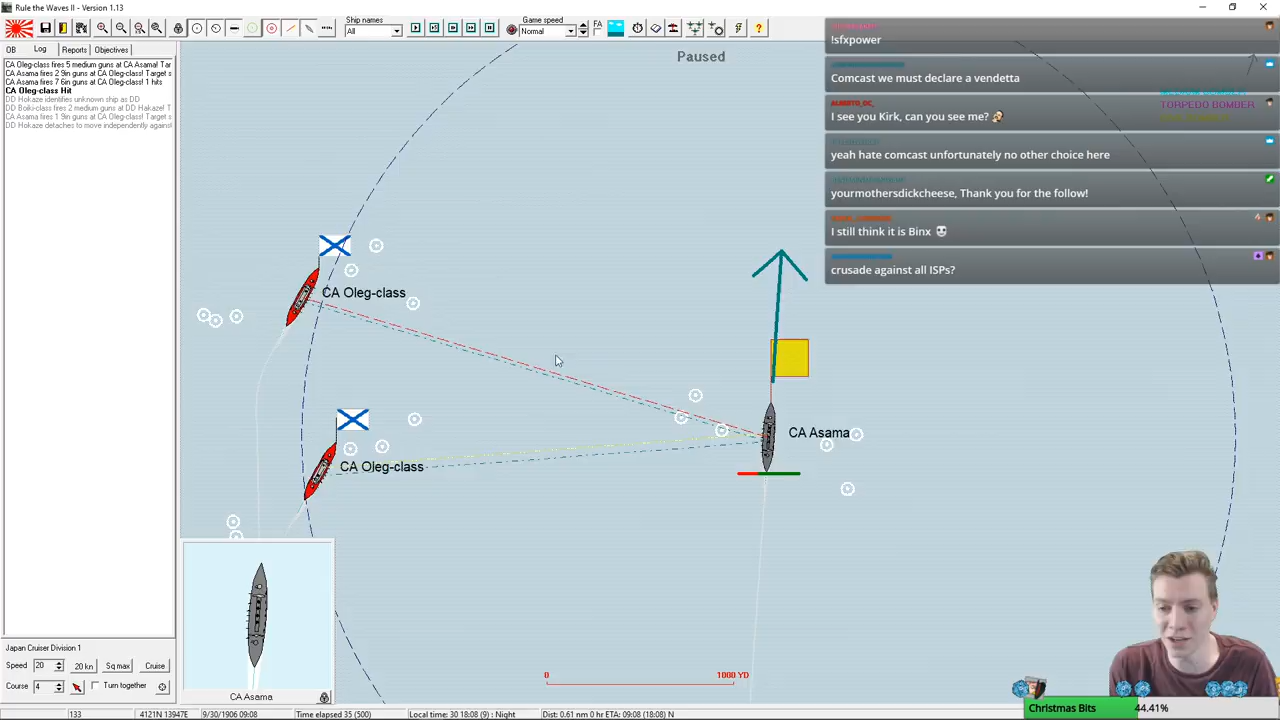 Rule the Waves II - Version 1.13
Ship names
All
Game speed
Normal
FA
OB
Log
Reports
Objectives
CA Oleg-class fires 5 medium guns at CA Asama! Tar
CA Asama fires 2 9in guns at CA Oleg-class! Target s
CA Asama fires 7 6in guns at CA Oleg-class! 1 hits
CA Oleg-class Hit
DD Hokaze identifies unknown ship as DD
DD Boiki-class fires 2 medium guns at DD Hakaze! T
CA Asama fires 1 9in gun at CA Oleg-class! Target s
DD Hokaze detaches to move independently against
Paused
CA Oleg-class
CA Oleg-class
CA Asama
!sfxpower
Comcast we must declare a vendetta
ALBERTO_OC_
I see you Kirk, can you see me?
yeah hate comcast unfortunately no other choice here
yourmothersdickcheese, Thank you for the follow!
I still think it is Binx
crusade against all ISPs?
TORPEDO BOMBER
CA Asama
Japan Cruiser Division 1
Speed
20
20 kn
Sq max
Cruise
Course
4
Turn together
0
1000 YD
Christmas Bits
44.41%
133
4121N 13947E
9/30/1906 09:08
Time elapsed 35 (500)
Local time: 30 18:08 (9) : Night
Dist: 0.61 nm 0 hr ETA: 09:08 (18:08) N